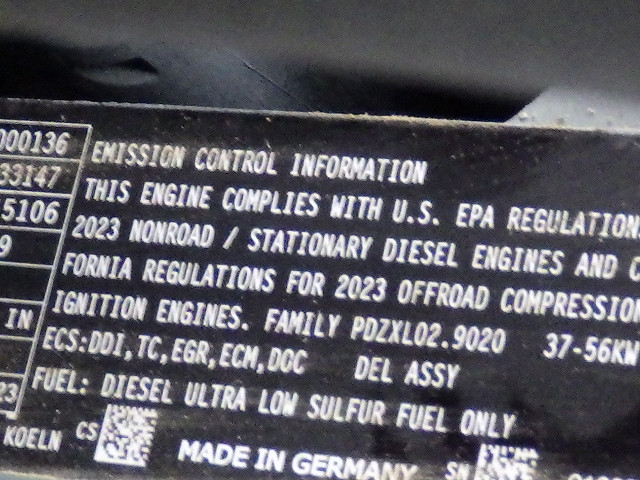 000136
33147
5106
9
IN
23
EMISSION CONTROL INFORMATION
THIS ENGINE COMPLIES WITH U.S. EPA REGULATION
2023 NONROAD / STATIONARY DIESEL ENGINES AND C
FORNIA REGULATIONS FOR 2023 OFFROAD COMPRESSION
IGNITION ENGINES. FAMILY PDZXL02.9020 37-56KW
ECS:DDI,TC,EGR,ECM,DOC DEL ASSY
FUEL: DIESEL ULTRA LOW SULFUR FUEL ONLY
KOELN CS MADE IN GERMANY SN